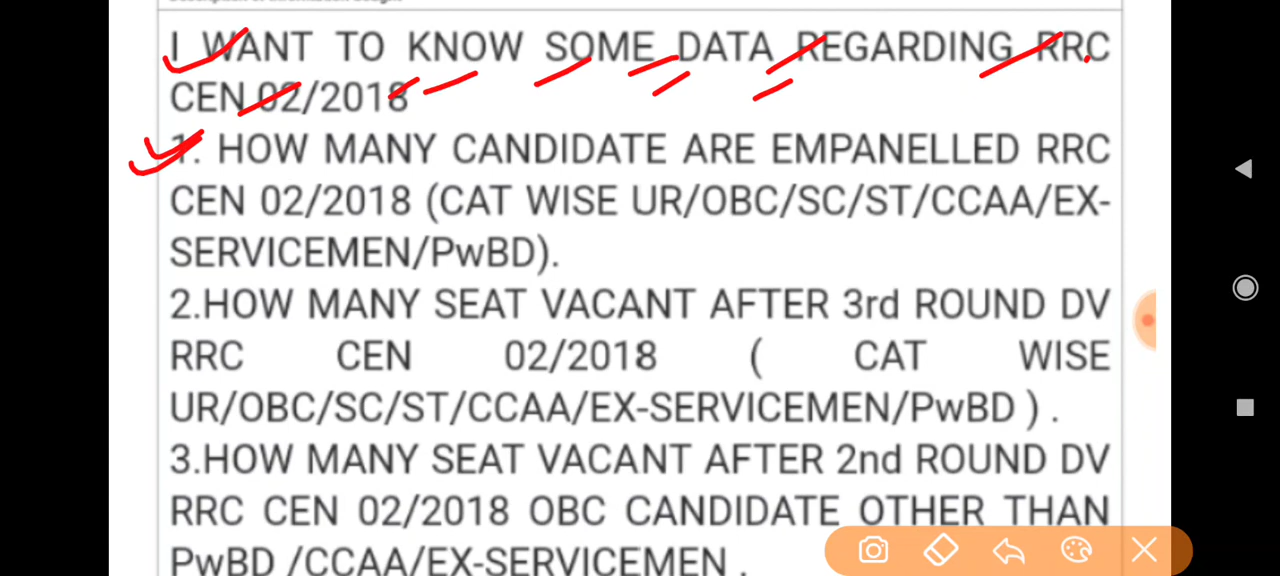 I WANT TO KNOW SOME DATA REGARDING RRC
CEN 02/2018
1. HOW MANY CANDIDATE ARE EMPANELLED RRC
CEN 02/2018 (CAT WISE UR/OBC/SC/ST/CCAA/EX-
SERVICEMEN/PwBD).
2.HOW MANY SEAT VACANT AFTER 3rd ROUND DV
RRC CEN 02/2018 ( CAT WISE
UR/OBC/SC/ST/CCAA/EX-SERVICEMEN/PwBD ) .
3.HOW MANY SEAT VACANT AFTER 2nd ROUND DV
RRC CEN 02/2018 OBC CANDIDATE OTHER THAN
PwBD /CCAA/EX-SERVICEMEN .